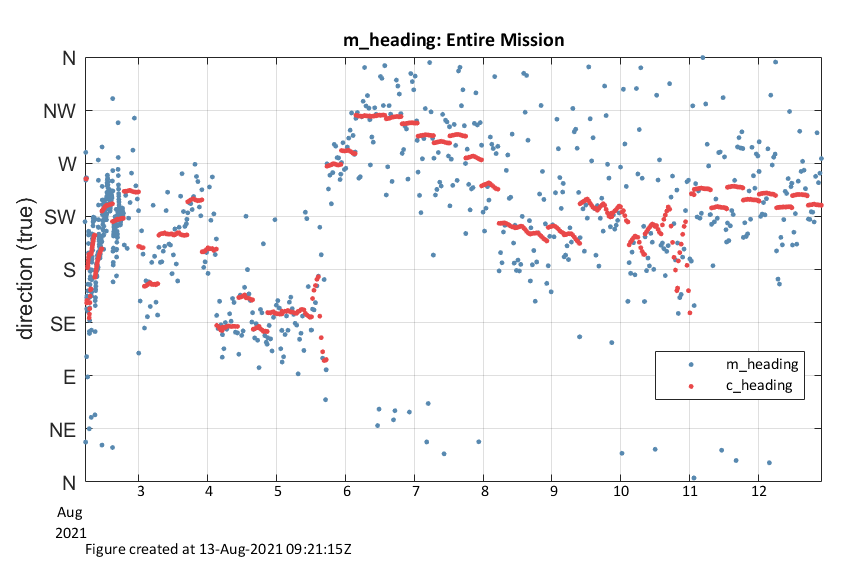 m_heading: Entire Mission
N
NW
W
SW
S
SE
E
NE
N
direction (true)
m_heading
c_heading
3 4 5 6 7 8 9 10 11 12
Aug
2021
Figure created at 13-Aug-2021 09:21:15Z